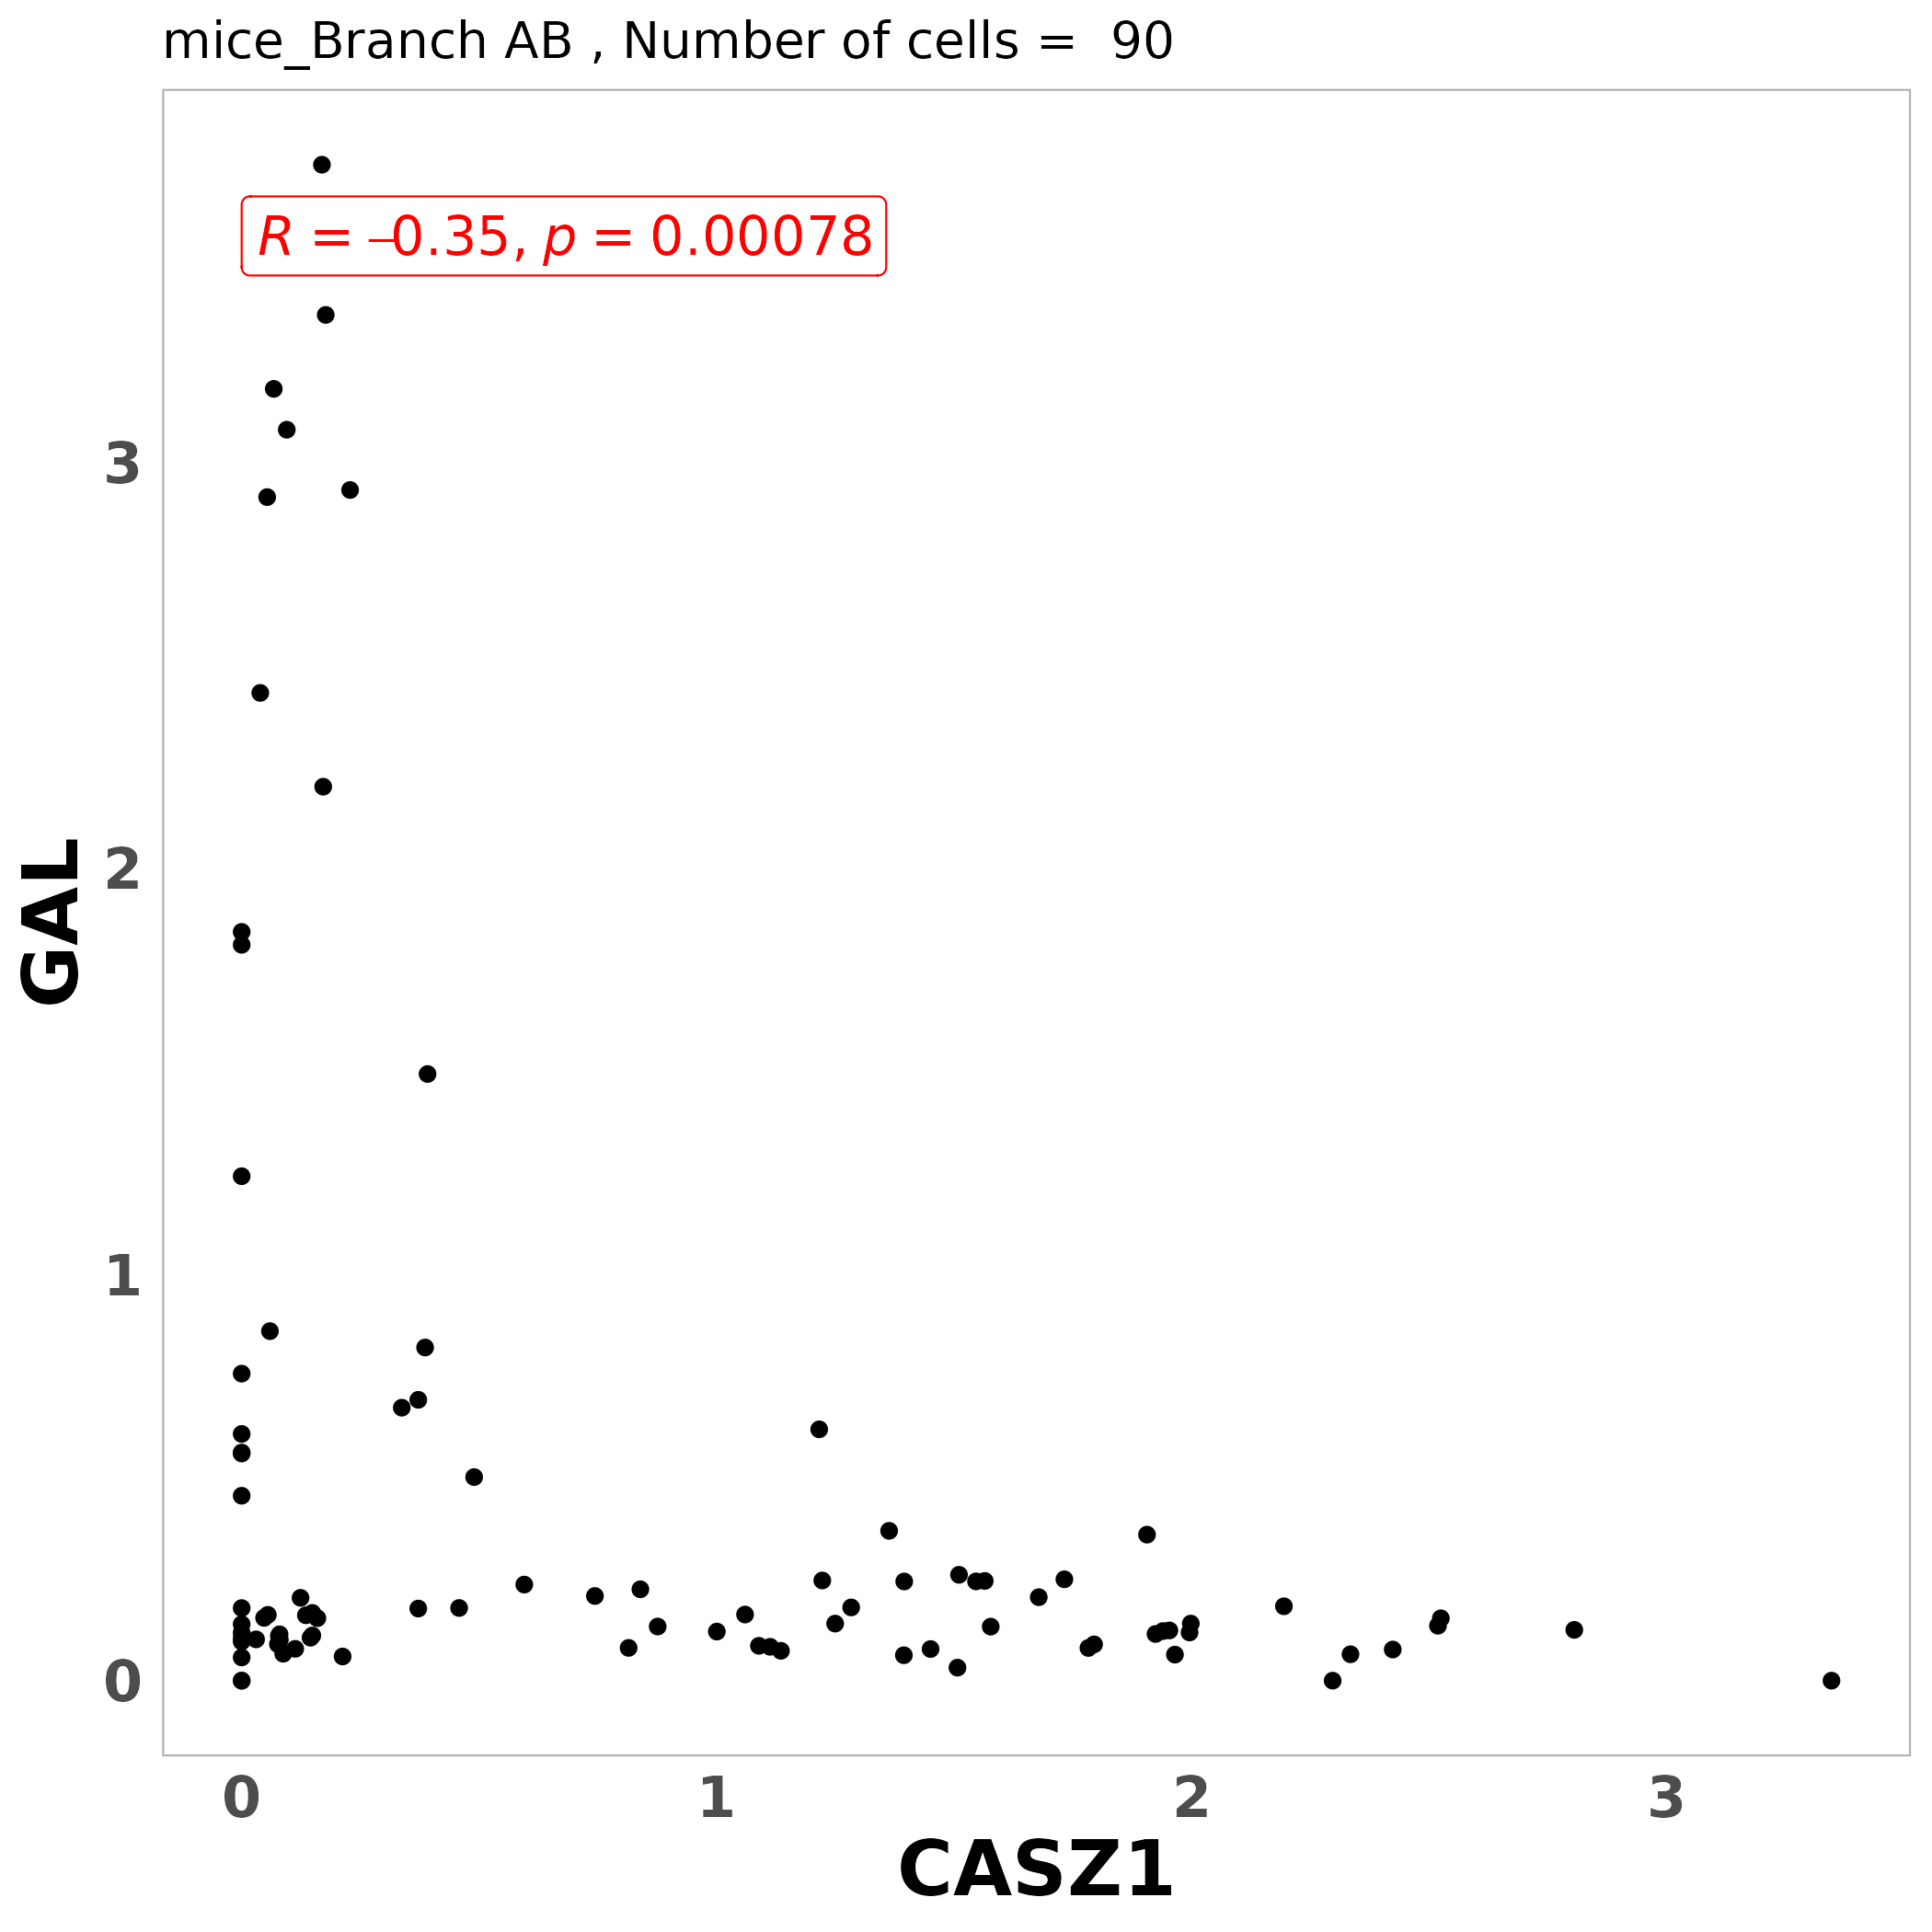 mice_Branch AB , Number of cells =  90
R = –0.35, p = 0.00078
3
2
1
0
GAL
0 1 2 3
CASZ1